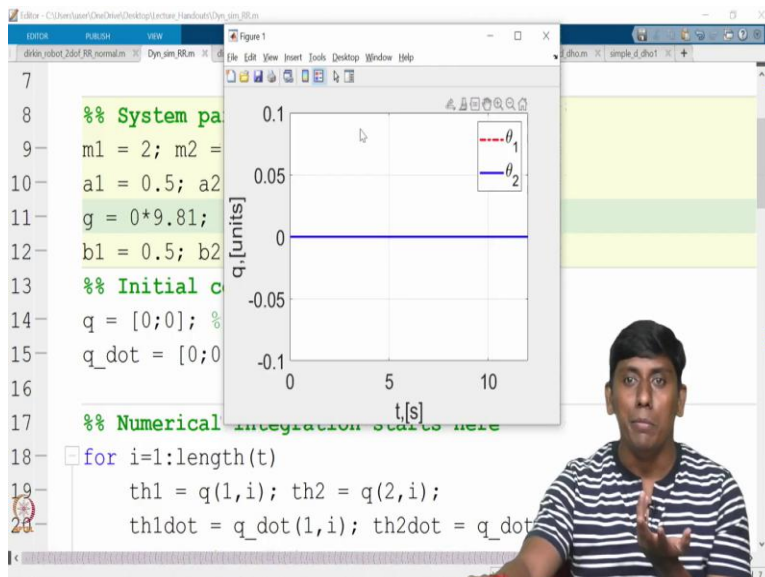 Editor - C:\Users\user\OneDrive\Desktop\Lecture_Handouts\Dyn_sim_RR.m
EDITOR PUBLISH VIEW
dirkin_robot_2dof_RR_normal.m Dyn_sim_RR.m d_dho.m simple_d_dho1
7
8 %% System pa
9 m1 = 2; m2 =
10 a1 = 0.5; a2
11 g = 0*9.81;
12 b1 = 0.5; b2
13 %% Initial c
14 q = [0;0]; %
15 q_dot = [0;0
16
17 %% Numerical integration starts here
18 for i=1:length(t)
19 th1 = q(1,i); th2 = q(2,i);
20 th1dot = q_dot(1,i); th2dot = q_dot
Figure 1
File Edit View Insert Tools Desktop Window Help
0.1
0.05
0
-0.05
-0.1
q,[units]
0 5 10
t,[s]
θ1
θ2